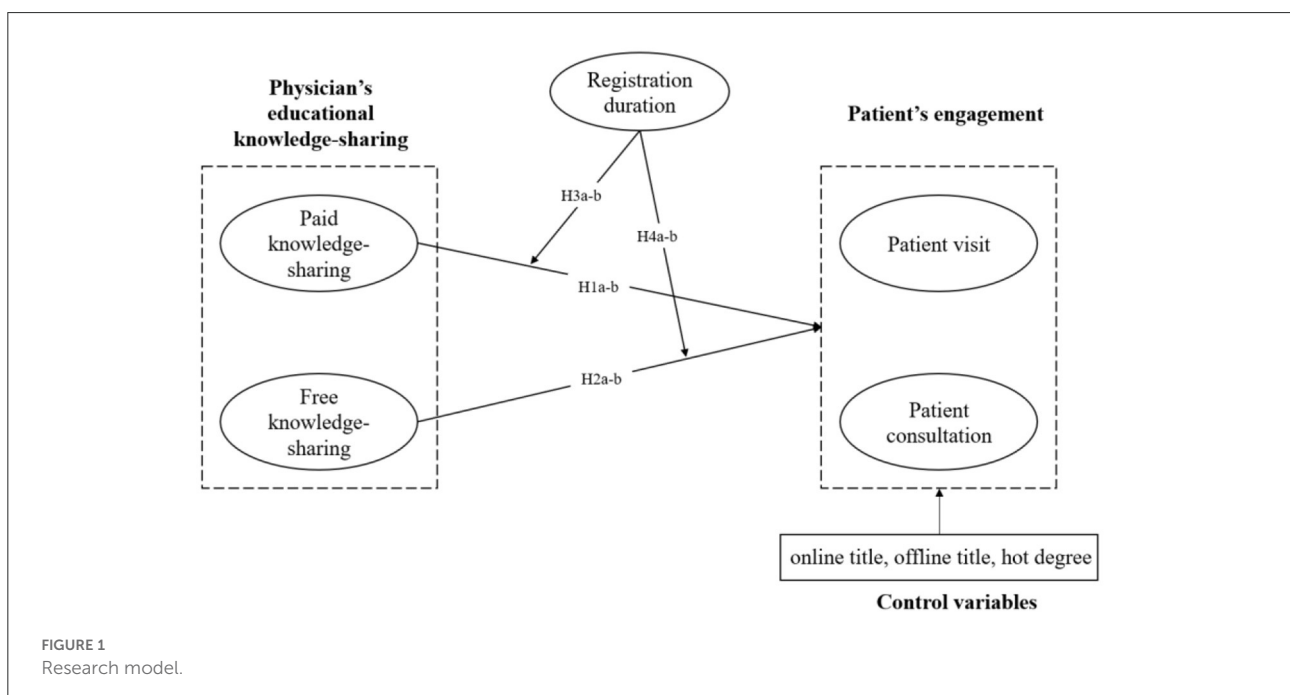 Physician's
educational
knowledge-sharing
Registration
duration
Patient's engagement
Paid
knowledge-
sharing
H3a-b
H4a-b
Patient visit
H1a-b
H2a-b
Free
knowledge-
sharing
Patient
consultation
online title, offline title, hot degree
Control variables
FIGURE 1
Research model.